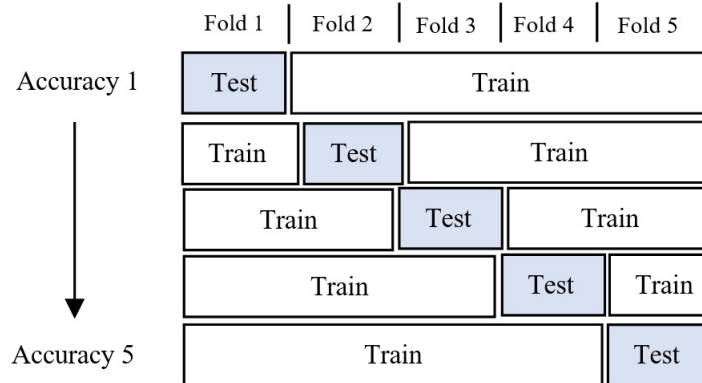 Fold 1 Fold 2 Fold 3 Fold 4 Fold 5
Accuracy 1 Test Train
Train Test Train
Train Test Train
Train Test Train
Accuracy 5 Train Test